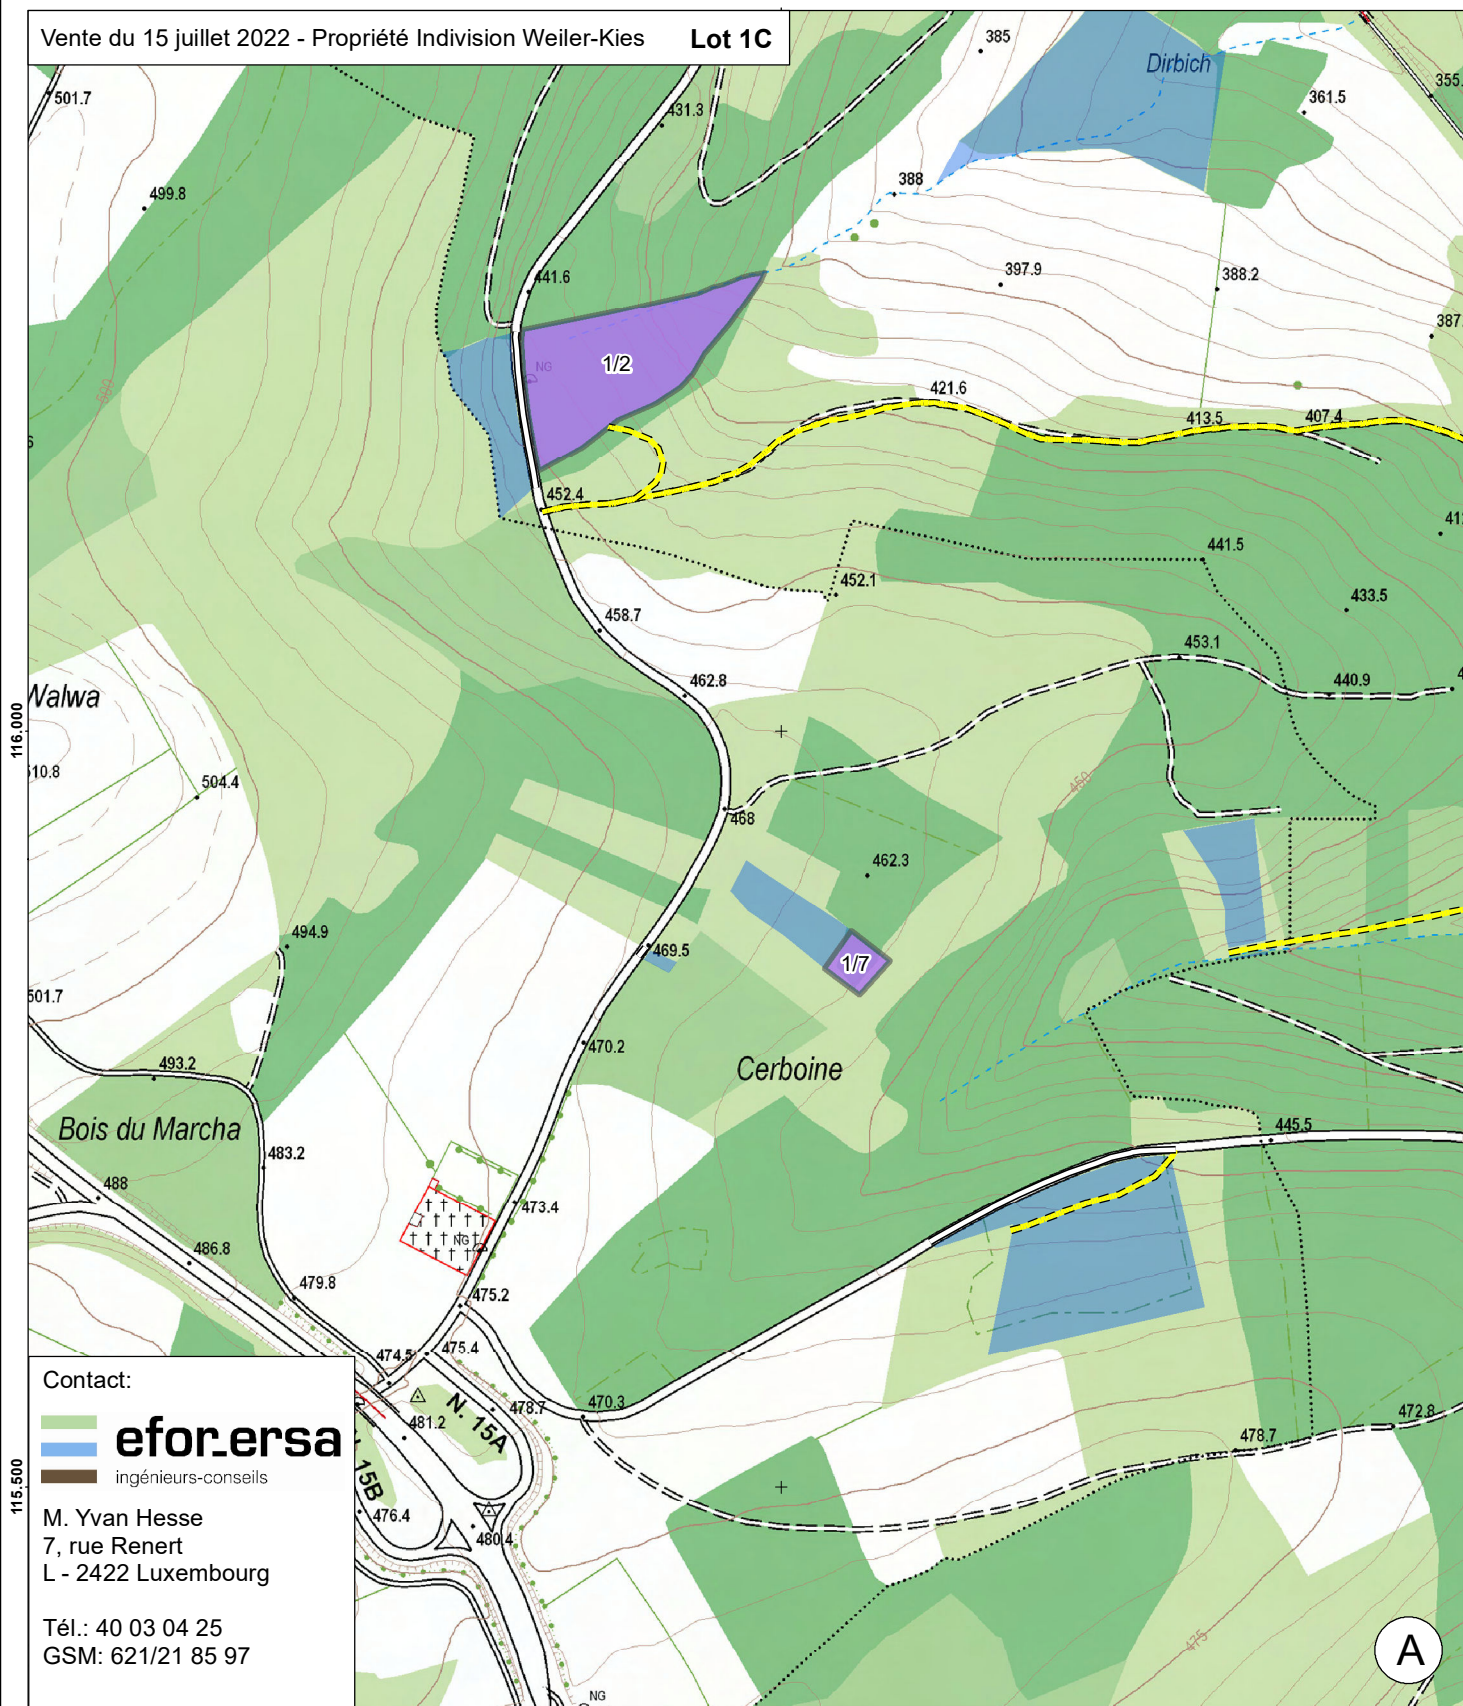 Vente du 15 juillet 2022 - Propriété Indivision Weiler-Kies Lot 1C
385
Dirbich
355.
501.7
431.3
361.5
499.8
388
441.6
397.9
388.2
387.
NG
1/2
500
421.6
413.5
407.4
452.4
441.5
452.1
433.5
458.7
453.1
462.8
440.9
Walwa
116.000
510.8
504.4
450
468
462.3
494.9
469.5
1/7
501.7
470.2
493.2
Cerboine
Bois du Marcha
445.5
483.2
488
473.4
NG
486.8
479.8
475.2
474.5
475.4
Contact:
478.7
470.3
472.8
N. 15A
481.2
478.7
efor_ersa
ingénieurs-conseils
15B
115.500
M. Yvan Hesse
476.4
7, rue Renert
480.4
L - 2422 Luxembourg
Tél.: 40 03 04 25
475
A
GSM: 621/21 85 97
NG